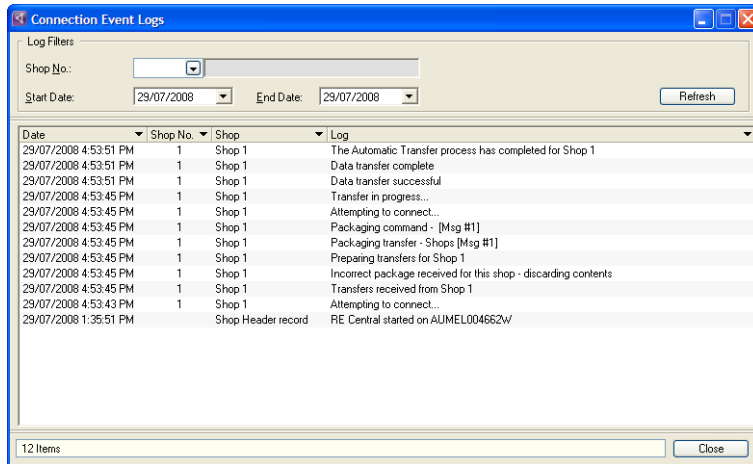 Connection Event Logs
Log Filters
Shop No.:
Start Date: 29/07/2008 End Date: 29/07/2008 Refresh
Date Shop No. Shop Log
29/07/2008 4:53:51 PM 1 Shop 1 The Automatic Transfer process has completed for Shop 1
29/07/2008 4:53:51 PM 1 Shop 1 Data transfer complete
29/07/2008 4:53:51 PM 1 Shop 1 Data transfer successful
29/07/2008 4:53:45 PM 1 Shop 1 Transfer in progress...
29/07/2008 4:53:45 PM 1 Shop 1 Attempting to connect...
29/07/2008 4:53:45 PM 1 Shop 1 Packaging command - [Msg #1]
29/07/2008 4:53:45 PM 1 Shop 1 Packaging transfer - Shops [Msg #1]
29/07/2008 4:53:45 PM 1 Shop 1 Preparing transfers for Shop 1
29/07/2008 4:53:45 PM 1 Shop 1 Incorrect package received for this shop - discarding contents
29/07/2008 4:53:45 PM 1 Shop 1 Transfers received from Shop 1
29/07/2008 4:53:43 PM 1 Shop 1 Attempting to connect...
29/07/2008 1:35:51 PM Shop Header record RE Central started on AUMEL004662W
12 Items Close